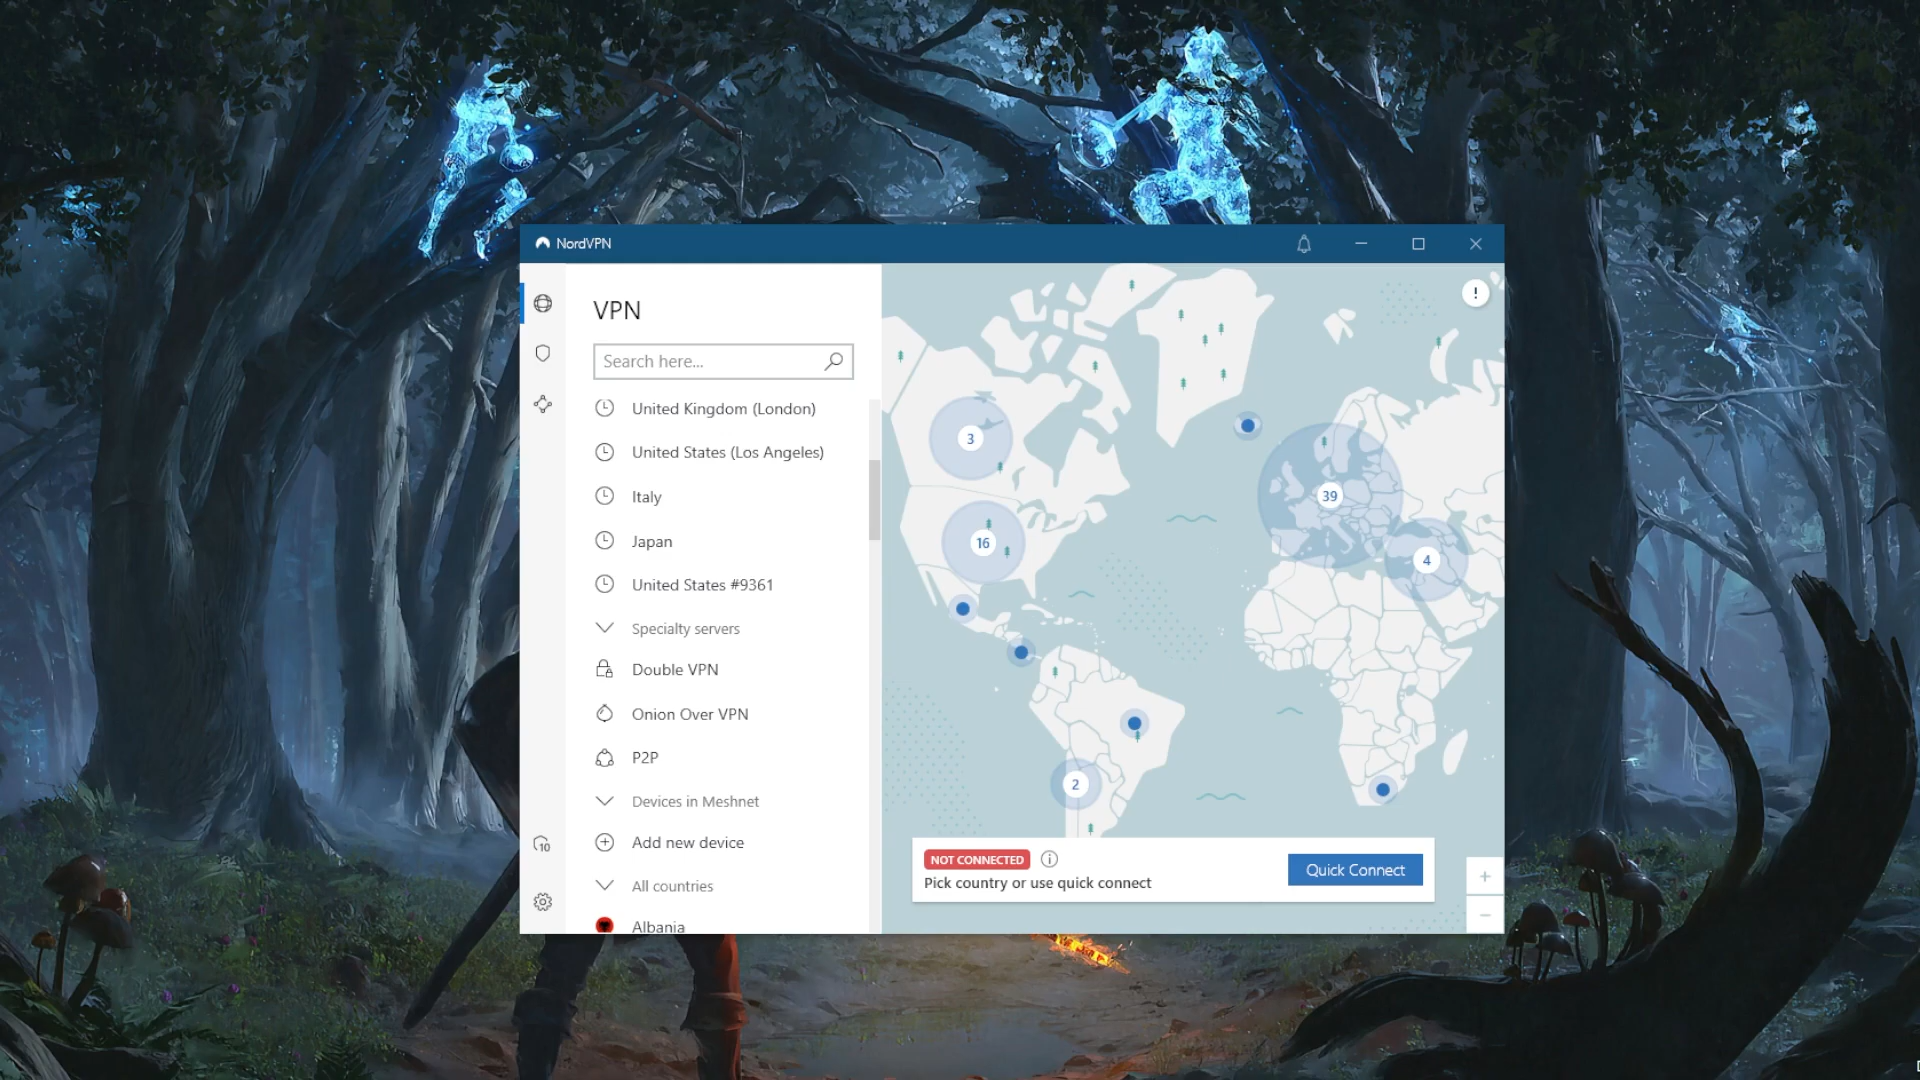 NordVPN
!
VPN
Search here...
United Kingdom (London)
United States (Los Angeles)
Italy
Japan
United States #9361
Specialty servers
Double VPN
Onion Over VPN
P2P
Devices in Meshnet
Add new device
All countries
Albania
10
3
16
39
4
2
NOT CONNECTED
Pick country or use quick connect
Quick Connect
+
−